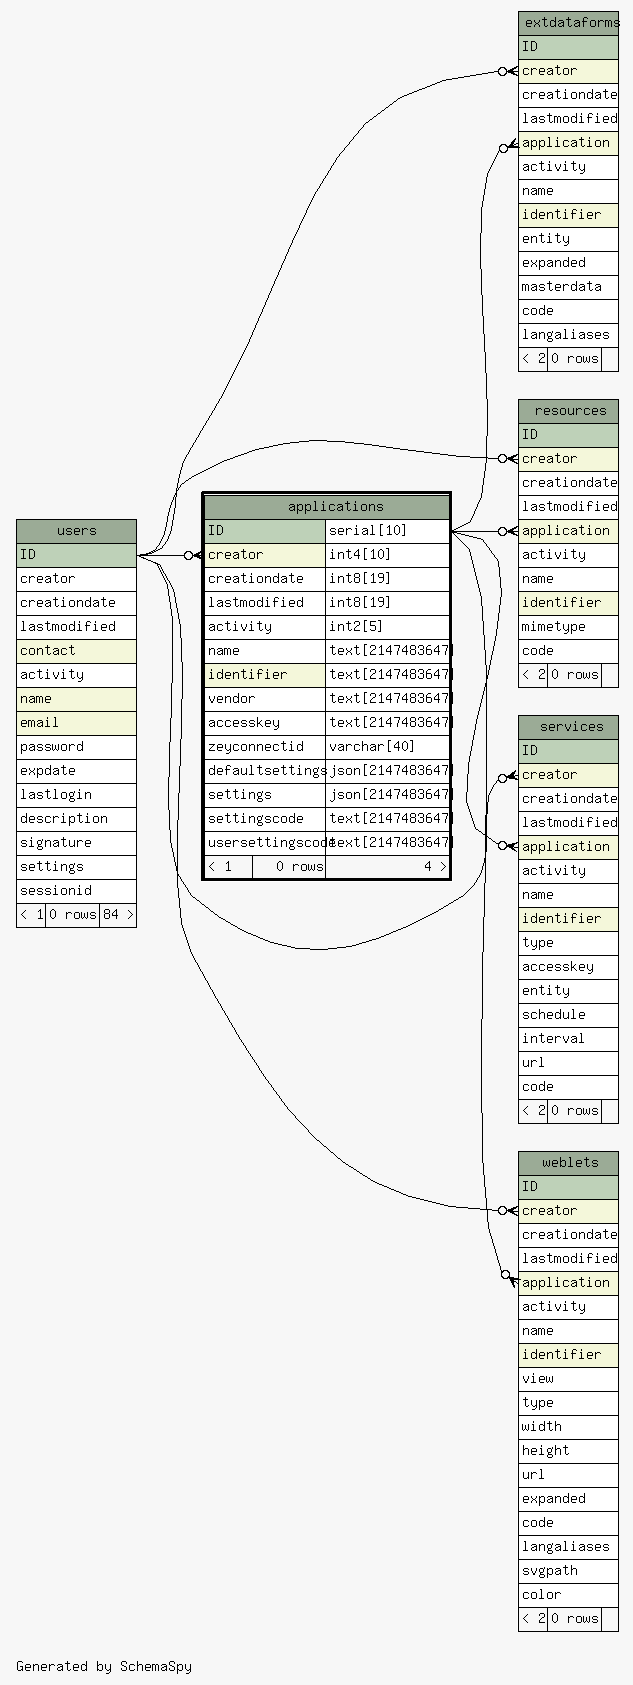 extdataforms
ID
creator
creationdate
lastmodified
application
activity
name
identifier
entity
expanded
masterdata
code
langaliases
< 2 0 rows
resources
ID
creator
creationdate
lastmodified
application
activity
name
identifier
mimetype
code
< 2 0 rows
applications
ID serial[10]
creator int4[10]
creationdate int8[19]
lastmodified int8[19]
activity int2[5]
name text[2147483647]
identifier text[2147483647]
vendor text[2147483647]
accesskey text[2147483647]
zeyconnectid varchar[40]
defaultsettings json[2147483647]
settings json[2147483647]
settingscode text[2147483647]
usersettingscode text[2147483647]
< 1 0 rows 4 >
users
ID
creator
creationdate
lastmodified
contact
activity
name
email
password
expdate
lastlogin
description
signature
settings
sessionid
< 1 0 rows 84 >
services
ID
creator
creationdate
lastmodified
application
activity
name
identifier
type
accesskey
entity
schedule
interval
url
code
< 2 0 rows
weblets
ID
creator
creationdate
lastmodified
application
activity
name
identifier
view
type
width
height
url
expanded
code
langaliases
svgpath
color
< 2 0 rows
Generated by SchemaSpy